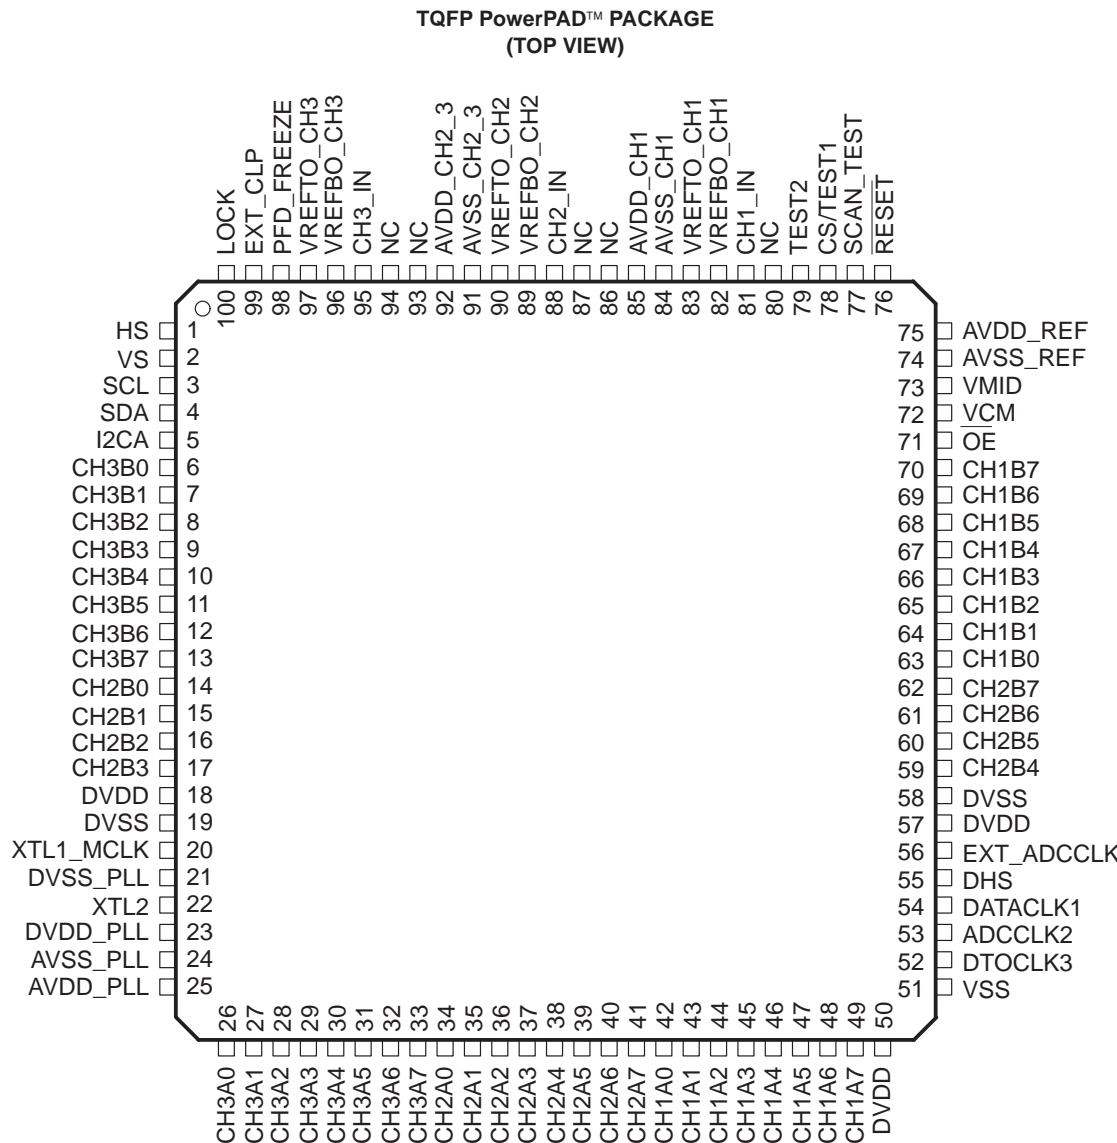 TQFP PowerPAD™ PACKAGE
(TOP VIEW)
LOCK
EXT_CLP
PFD_FREEZE
VREFTO_CH3
VREFBO_CH3
CH3_IN
NC
NC
AVDD_CH2_3
AVSS_CH2_3
VREFTO_CH2
VREFBO_CH2
CH2_IN
NC
NC
AVDD_CH1
AVSS_CH1
VREFTO_CH1
VREFBO_CH1
CH1_IN
NC
TEST2
CS/TEST1
SCAN_TEST
RESET
100
99
98
97
96
95
94
93
92
91
90
89
88
87
86
85
84
83
82
81
80
79
78
77
76
HS 1
VS 2
SCL 3
SDA 4
I2CA 5
CH3B0 6
CH3B1 7
CH3B2 8
CH3B3 9
CH3B4 10
CH3B5 11
CH3B6 12
CH3B7 13
CH2B0 14
CH2B1 15
CH2B2 16
CH2B3 17
DVDD 18
DVSS 19
XTL1_MCLK 20
DVSS_PLL 21
XTL2 22
DVDD_PLL 23
AVSS_PLL 24
AVDD_PLL 25
75 AVDD_REF
74 AVSS_REF
73 VMID
72 VCM
71 OE
70 CH1B7
69 CH1B6
68 CH1B5
67 CH1B4
66 CH1B3
65 CH1B2
64 CH1B1
63 CH1B0
62 CH2B7
61 CH2B6
60 CH2B5
59 CH2B4
58 DVSS
57 DVDD
56 EXT_ADCCLK
55 DHS
54 DATACLK1
53 ADCCLK2
52 DTOCLK3
51 VSS
26
27
28
29
30
31
32
33
34
35
36
37
38
39
40
41
42
43
44
45
46
47
48
49
50
CH3A0
CH3A1
CH3A2
CH3A3
CH3A4
CH3A5
CH3A6
CH3A7
CH2A0
CH2A1
CH2A2
CH2A3
CH2A4
CH2A5
CH2A6
CH2A7
CH1A0
CH1A1
CH1A2
CH1A3
CH1A4
CH1A5
CH1A6
CH1A7
DVDD